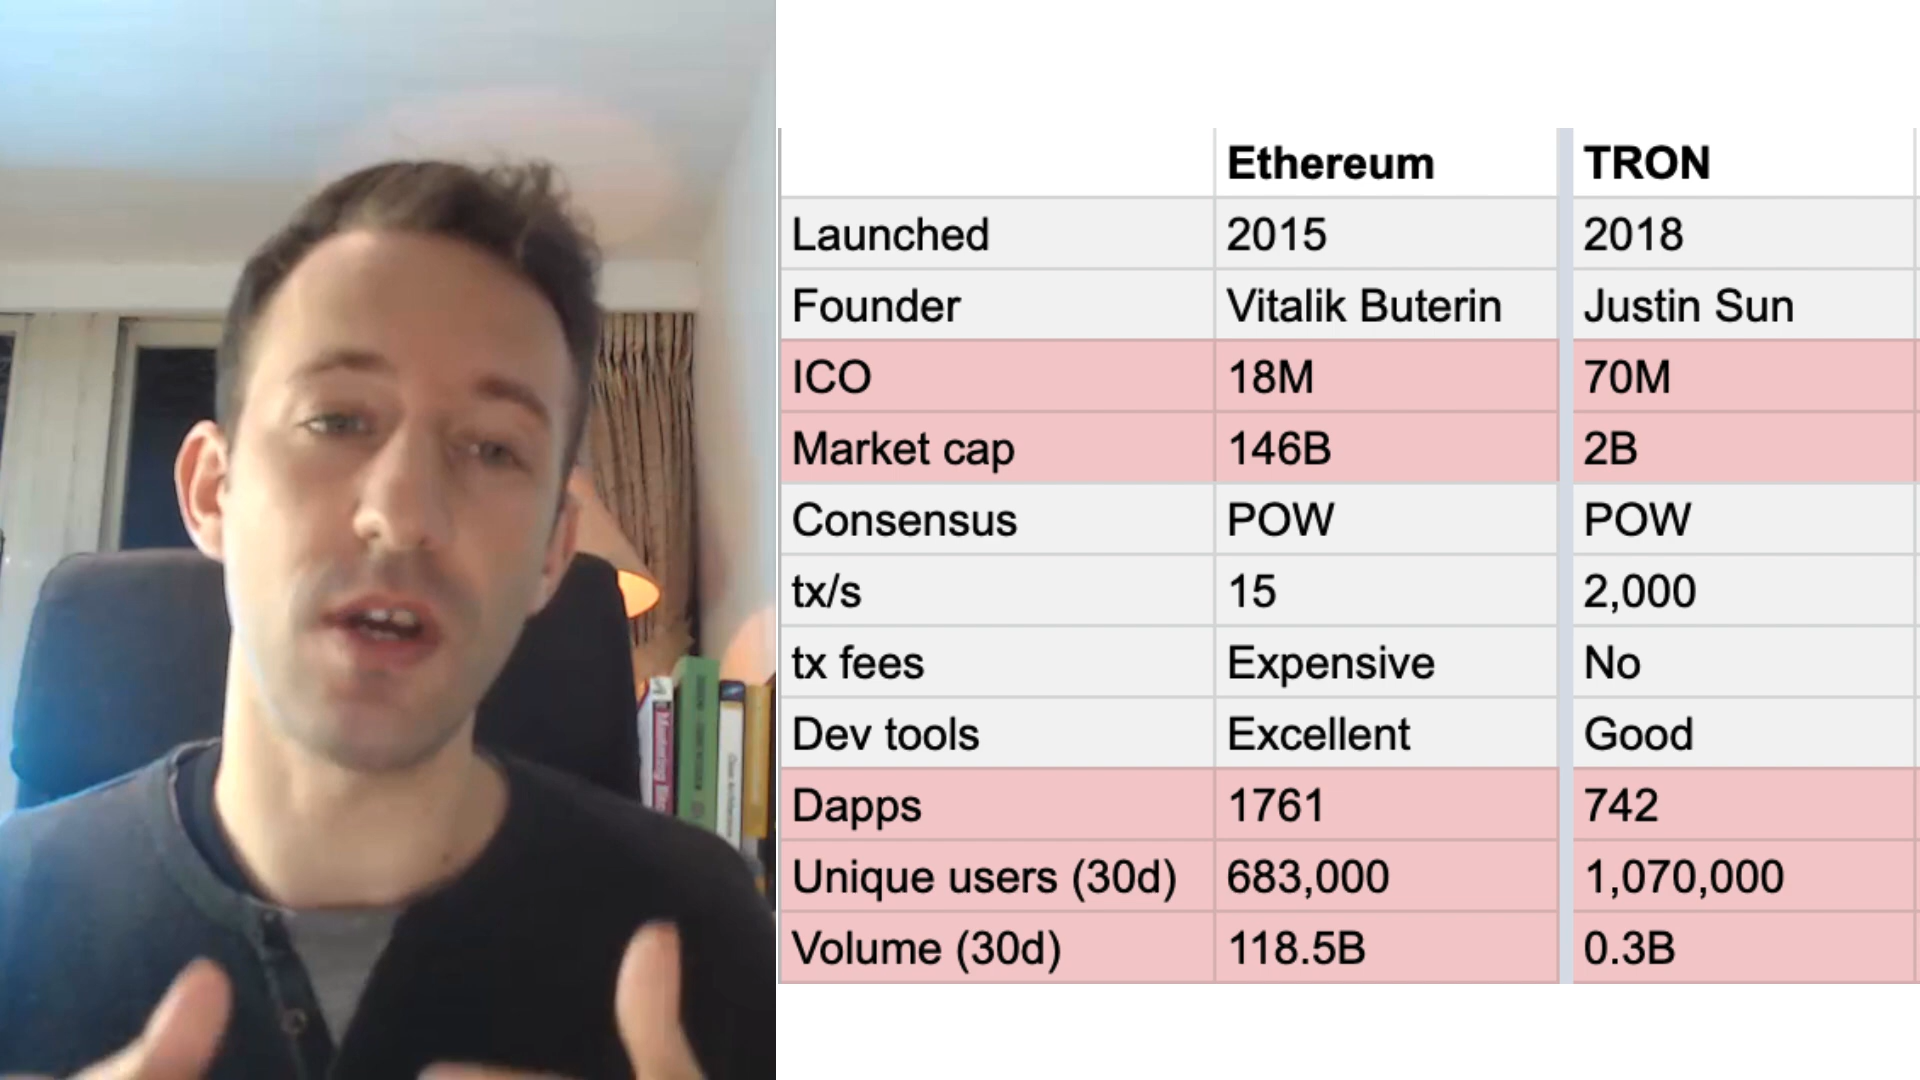 Ethereum TRON
Launched 2015 2018
Founder Vitalik Buterin Justin Sun
ICO 18M 70M
Market cap 146B 2B
Consensus POW POW
tx/s 15 2,000
tx fees Expensive No
Dev tools Excellent Good
Dapps 1761 742
Unique users (30d) 683,000 1,070,000
Volume (30d) 118.5B 0.3B